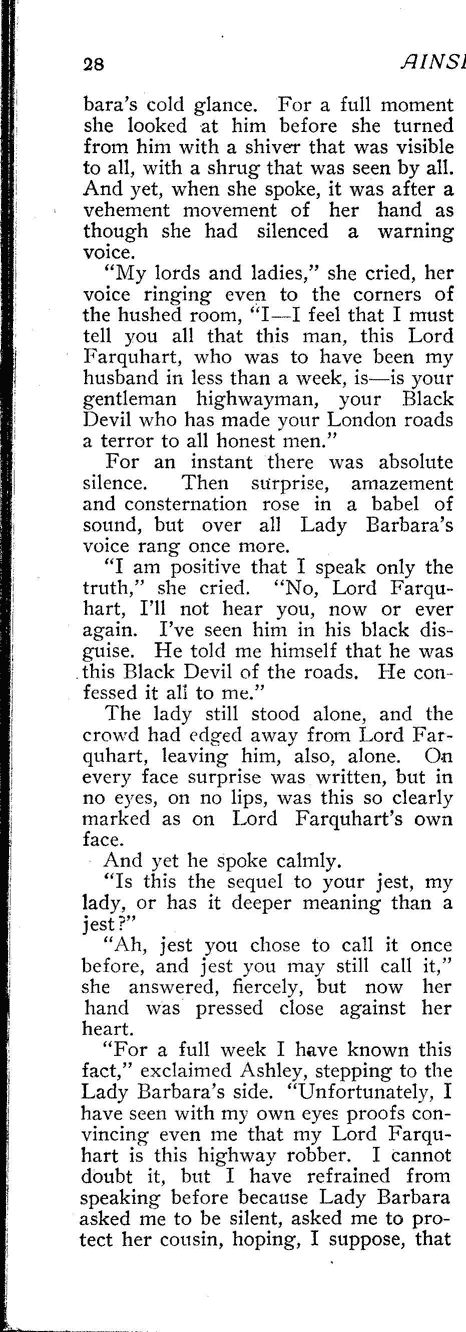 28
AINSL
bara's cold glance. For a full moment
she looked at him before she turned
from him with a shiver that was visible
to all, with a shrug that was seen by all.
And yet, when she spoke, it was after a
vehement movement of her hand as
though she had silenced a warning
voice.
"My lords and ladies," she cried, her
voice ringing even to the corners of
the hushed room, "I—I feel that I must
tell you all that this man, this Lord
Farquhart, who was to have been my
husband in less than a week, is—is your
gentleman highwayman, your Black
Devil who has made your London roads
a terror to all honest men."
For an instant there was absolute
silence. Then surprise, amazement
and consternation rose in a babel of
sound, but over all Lady Barbara's
voice rang once more.
"I am positive that I speak only the
truth," she cried. "No, Lord Farqu-
hart, I'll not hear you, now or ever
again. I've seen him in his black dis-
guise. He told me himself that he was
this Black Devil of the roads. He con-
fessed it all to me."
The lady still stood alone, and the
crowd had edged away from Lord Far-
quhart, leaving him, also, alone. On
every face surprise was written, but in
no eyes, on no lips, was this so clearly
marked as on Lord Farquhart's own
face.
And yet he spoke calmly.
"Is this the sequel to your jest, my
lady, or has it deeper meaning than a
jest?"
"Ah, jest you chose to call it once
before, and jest you may still call it,"
she answered, fiercely, but now her
hand was pressed close against her
heart.
"For a full week I have known this
fact," exclaimed Ashley, stepping to the
Lady Barbara's side. "Unfortunately, I
have seen with my own eyes proofs con-
vincing even me that my Lord Farqu-
hart is this highway robber. I cannot
doubt it, but I have refrained from
speaking before because Lady Barbara
asked me to be silent, asked me to pro-
tect her cousin, hoping, I suppose, that